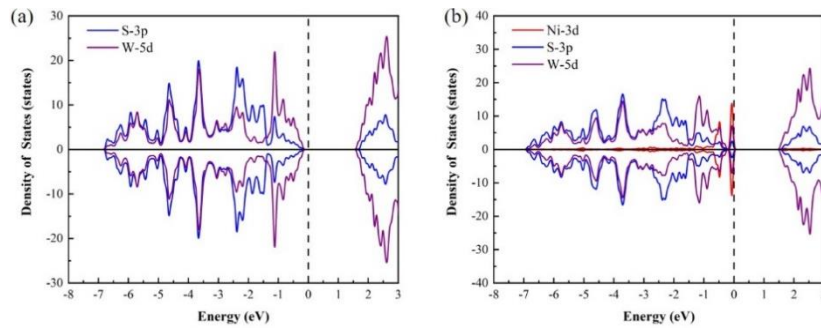 (a)
S-3p
W-5d
Density of States (states)
30
20
10
0
-10
-20
-30
-8 -7 -6 -5 -4 -3 -2 -1 0 1 2 3
Energy (eV)
(b)
Ni-3d
S-3p
W-5d
Density of States (states)
40
30
20
10
0
-10
-20
-30
-40
-8 -7 -6 -5 -4 -3 -2 -1 0 1 2 3
Energy (eV)